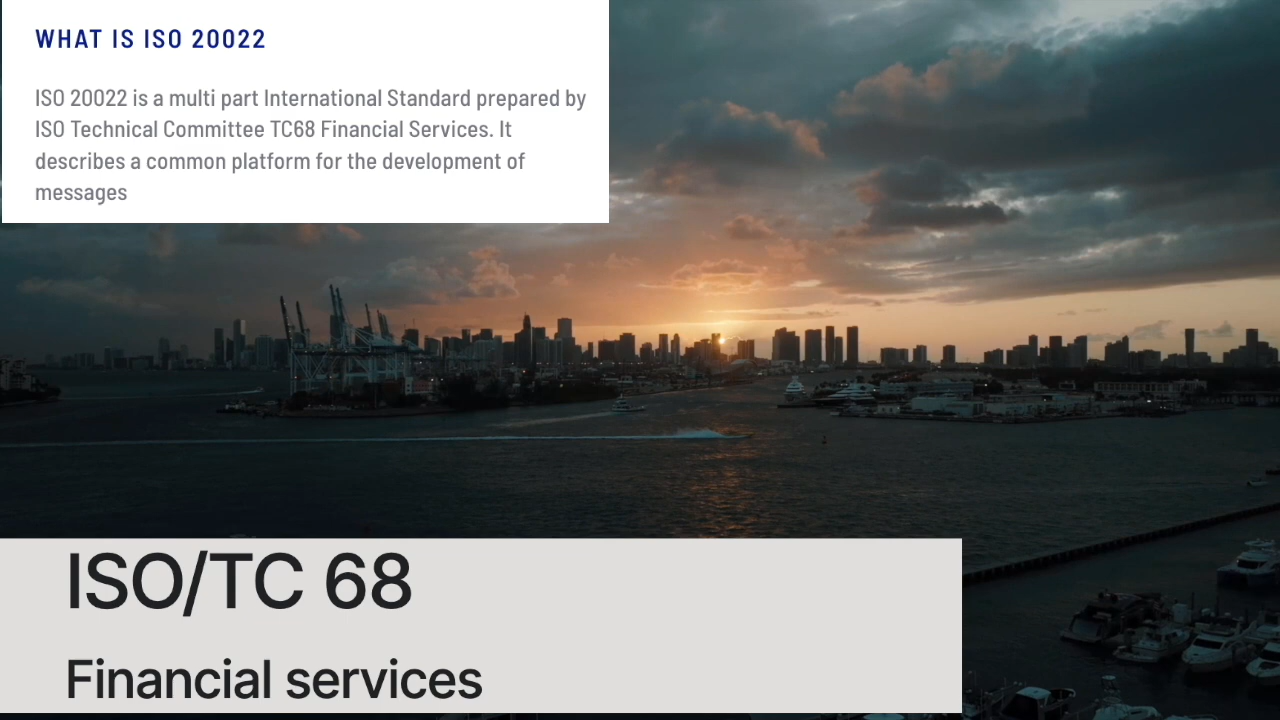 WHAT IS ISO 20022
ISO 20022 is a multi part International Standard prepared by
ISO Technical Committee TC68 Financial Services. It
describes a common platform for the development of
messages
ISO/TC 68
Financial services